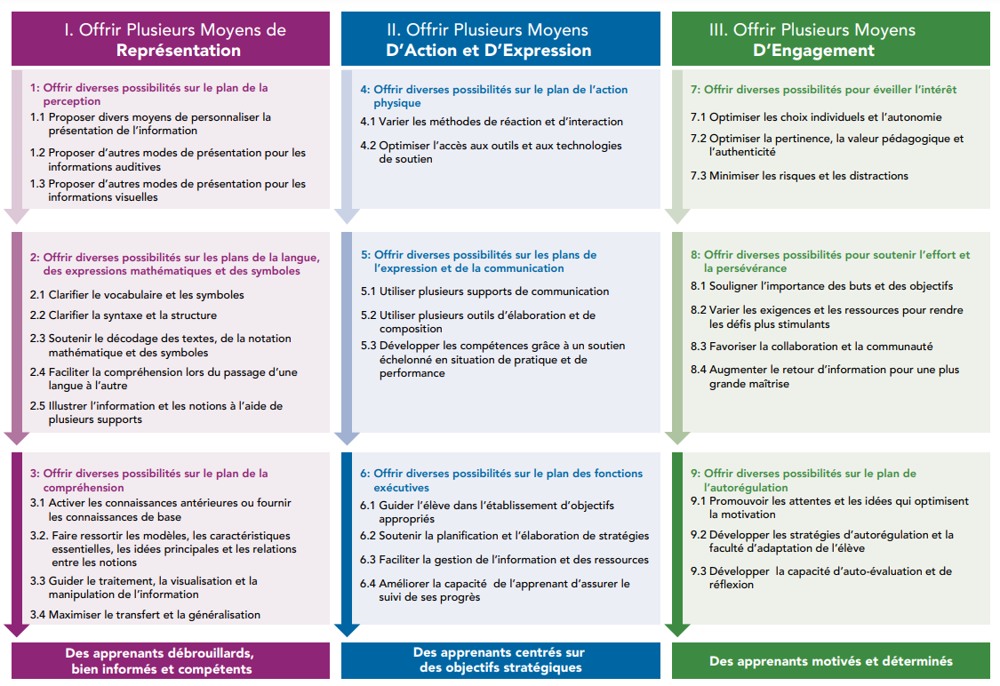 I. Offrir Plusieurs Moyens de
Représentation
1: Offrir diverses possibilités sur le plan de la
perception
1.1 Proposer divers moyens de personnaliser la
présentation de l'information
1.2 Proposer d'autres modes de présentation pour les
informations auditives
1.3 Proposer d'autres modes de présentation pour les
informations visuelles
2: Offrir diverses possibilités sur les plans de la langue,
des expressions mathématiques et des symboles
2.1 Clarifier le vocabulaire et les symboles
2.2 Clarifier la syntaxe et la structure
2.3 Soutenir le décodage des textes, de la notation
mathématique et des symboles
2.4 Faciliter la compréhension lors du passage d'une
langue à l'autre
2.5 Illustrer l'information et les notions à l'aide de
plusieurs supports
3: Offrir diverses possibilités sur le plan de la
compréhension
3.1 Activer les connaissances antérieures ou fournir
les connaissances de base
3.2. Faire ressortir les modèles, les caractéristiques
essentielles, les idées principales et les relations
entre les notions
3.3 Guider le traitement, la visualisation et la
manipulation de l'information
3.4 Maximiser le transfert et la généralisation
Des apprenants débrouillards,
bien informés et compétents
II. Offrir Plusieurs Moyens
D'Action et D'Expression
4: Offrir diverses possibilités sur le plan de l'action
physique
4.1 Varier les méthodes de réaction et d'interaction
4.2 Optimiser l'accès aux outils et aux technologies
de soutien
5: Offrir diverses possibilités sur les plans de
l'expression et de la communication
5.1 Utiliser plusieurs supports de communication
5.2 Utiliser plusieurs outils d'élaboration et de
composition
5.3 Développer les compétences grâce à un soutien
échelonné en situation de pratique et de
performance
6: Offrir diverses possibilités sur le plan des fonctions
exécutives
6.1 Guider l'élève dans l'établissement d'objectifs
appropriés
6.2 Soutenir la planification et l'élaboration de stratégies
6.3 Faciliter la gestion de l'information et des ressources
6.4 Améliorer la capacité de l'apprenant d'assurer le
suivi de ses progrès
Des apprenants centrés sur
des objectifs stratégiques
III. Offrir Plusieurs Moyens
D'Engagement
7: Offrir diverses possibilités pour éveiller l'intérêt
7.1 Optimiser les choix individuels et l'autonomie
7.2 Optimiser la pertinence, la valeur pédagogique et
l'authenticité
7.3 Minimiser les risques et les distractions
8: Offrir diverses possibilités pour soutenir l'effort et
la persévérance
8.1 Souligner l'importance des buts et des objectifs
8.2 Varier les exigences et les ressources pour rendre
les défis plus stimulants
8.3 Favoriser la collaboration et la communauté
8.4 Augmenter le retour d'information pour une plus
grande maîtrise
9: Offrir diverses possibilités sur le plan de
l'autorégulation
9.1 Promouvoir les attentes et les idées qui optimisent
la motivation
9.2 Développer les stratégies d'autorégulation et la
faculté d'adaptation de l'élève
9.3 Développer la capacité d'auto-évaluation et de
réflexion
Des apprenants motivés et déterminés